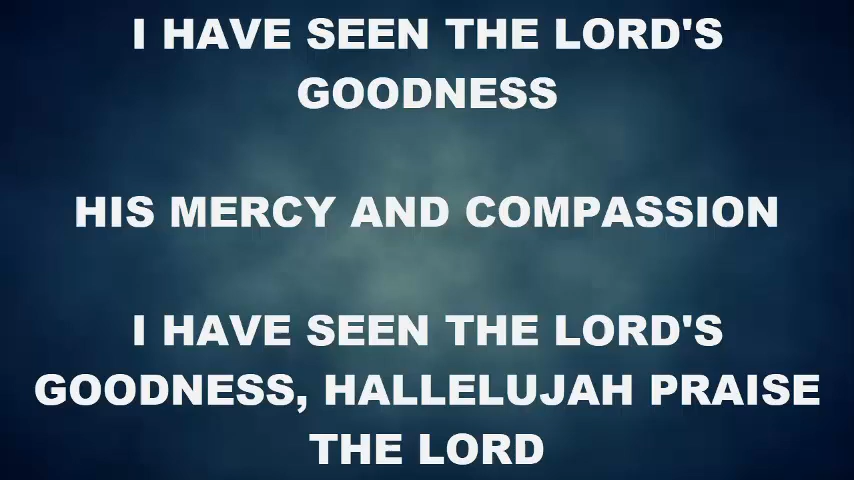 I HAVE SEEN THE LORD'S
GOODNESS
HIS MERCY AND COMPASSION
I HAVE SEEN THE LORD'S
GOODNESS, HALLELUJAH PRAISE
THE LORD